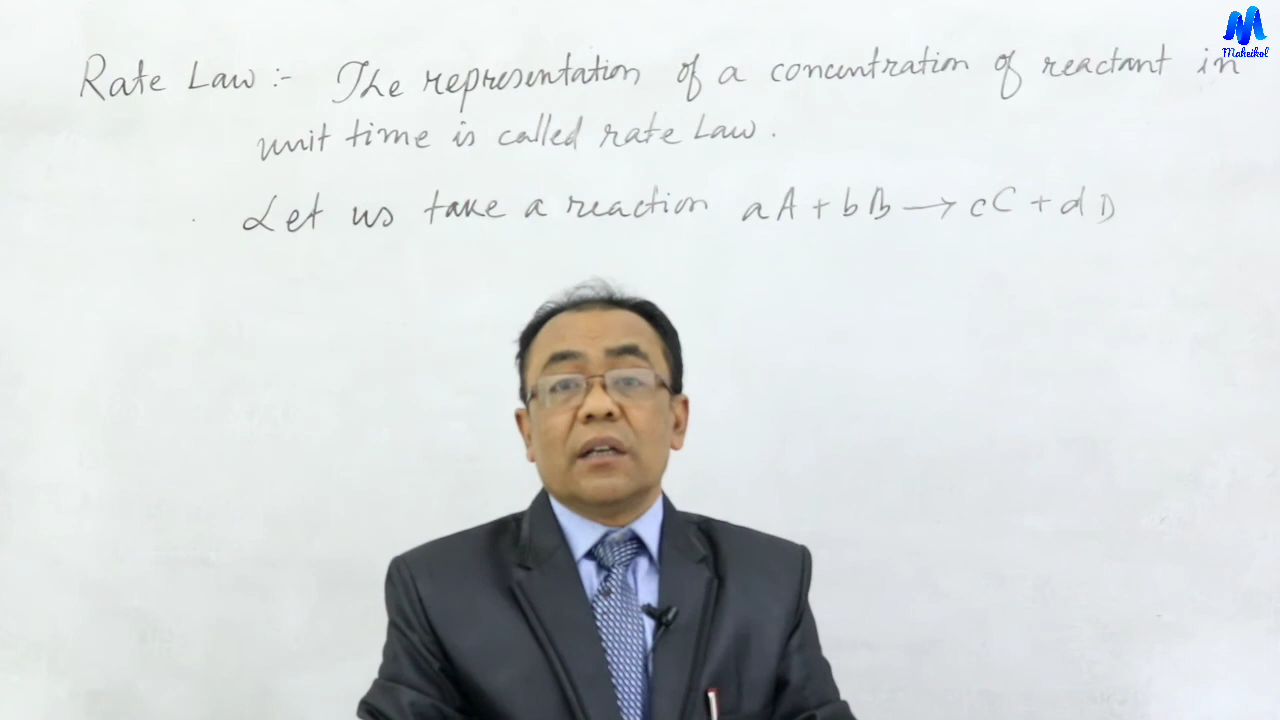 Rate Law :- The representation of a concentration of reactant in
unit time is called rate Law.
Let us take a reaction aA + bB → cC + dD
Makeikol